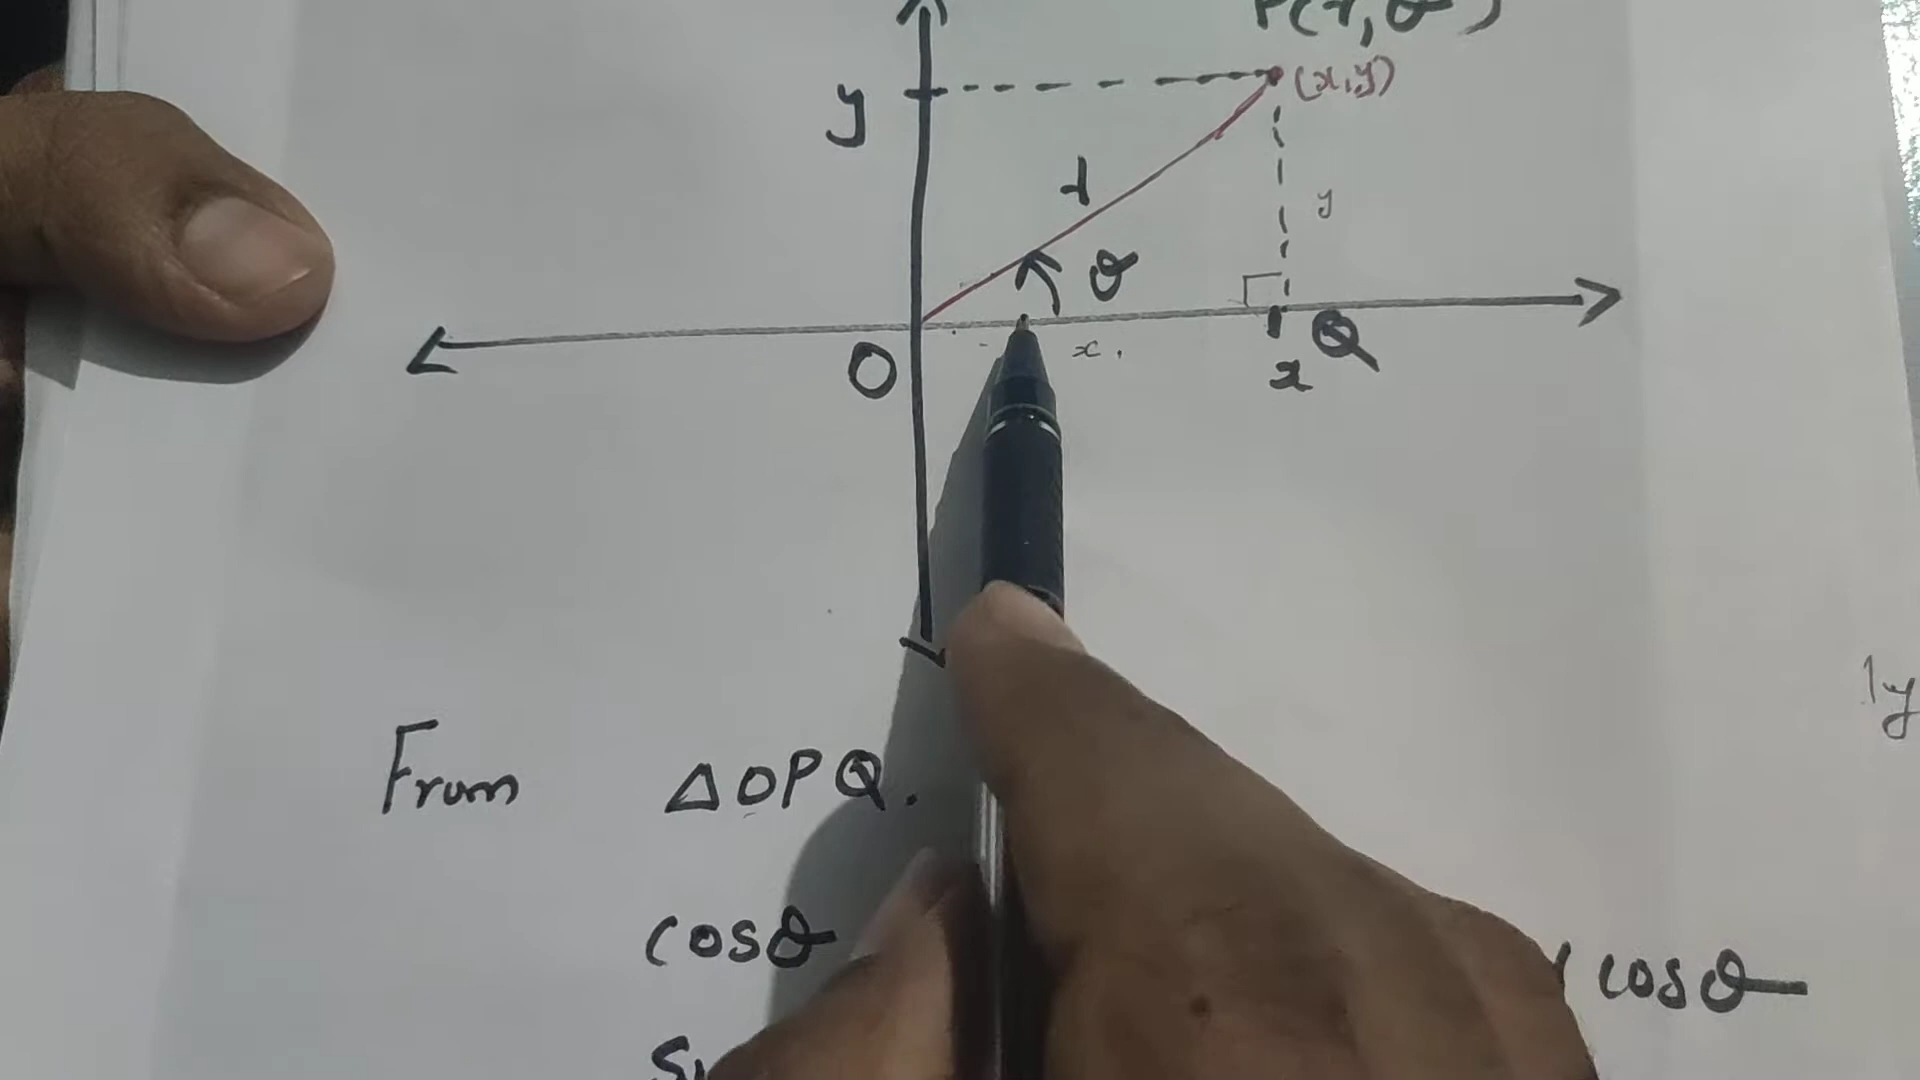 P(r,θ)
(x,y)
y
r
y
θ
O
x
Q
x
From ΔOPQ.
cosθ
cosθ